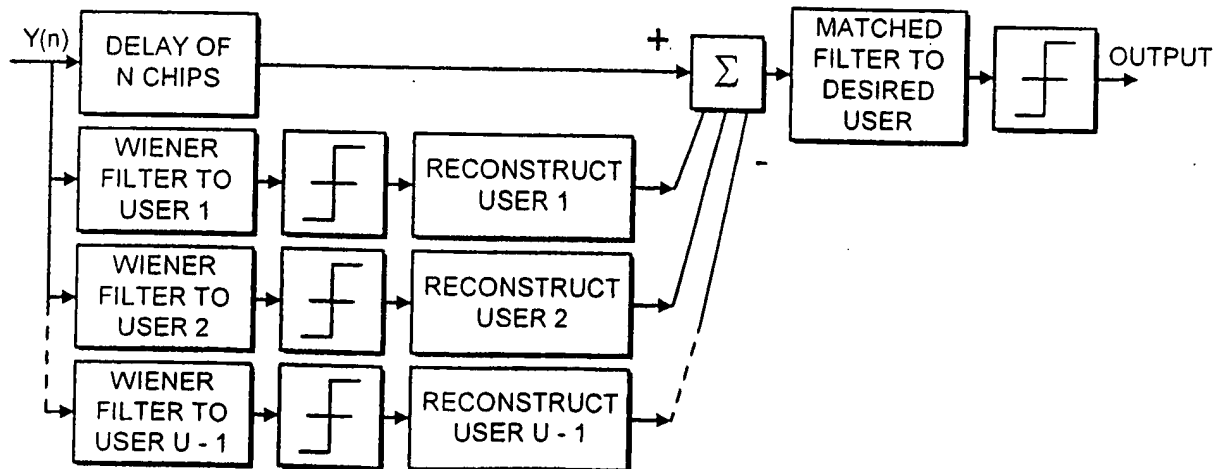 Y(n)
DELAY OF
N CHIPS
+
Σ
-
MATCHED
FILTER TO
DESIRED
USER
OUTPUT
WIENER
FILTER TO
USER 1
RECONSTRUCT
USER 1
WIENER
FILTER TO
USER 2
RECONSTRUCT
USER 2
WIENER
FILTER TO
USER U - 1
RECONSTRUCT
USER U - 1